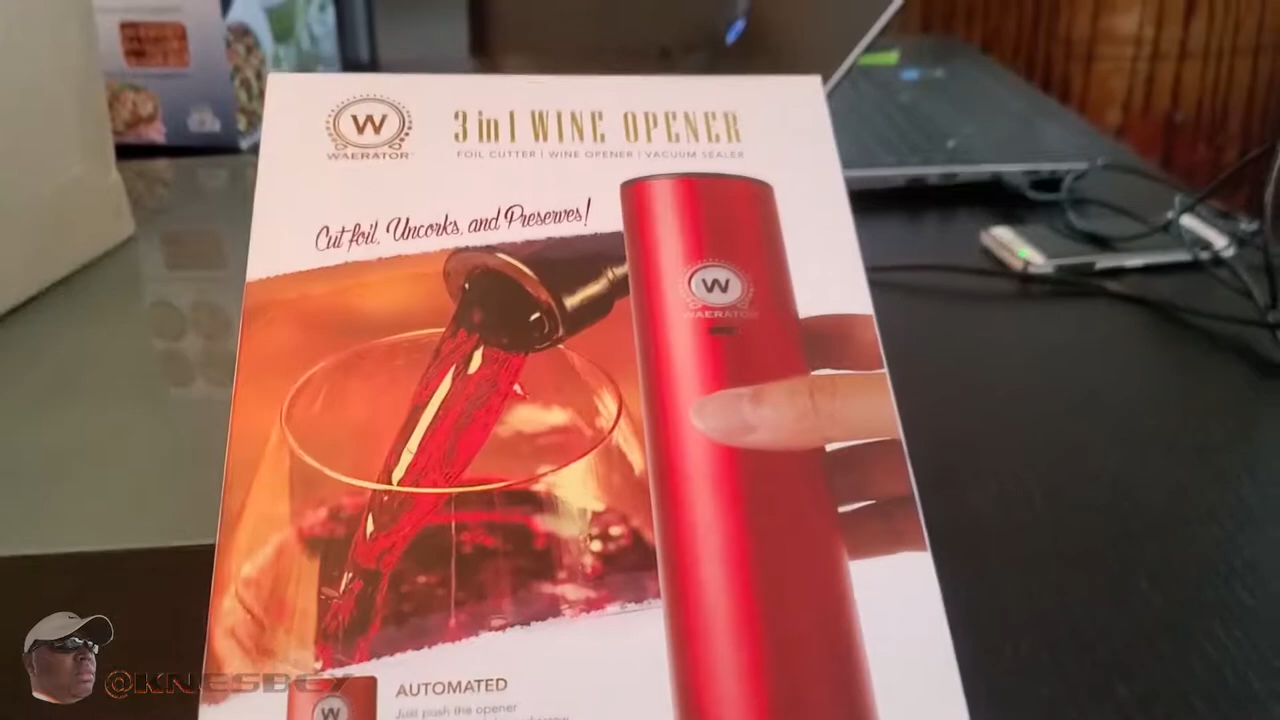 W
WAERATOR
3 in 1 WINE OPENER
FOIL CUTTER | WINE OPENER | VACUUM SEALER
Cut foil, Uncorks, and Preserves!
W
WAERATOR
AUTOMATED
Just push the opener
W
@KNESBEY